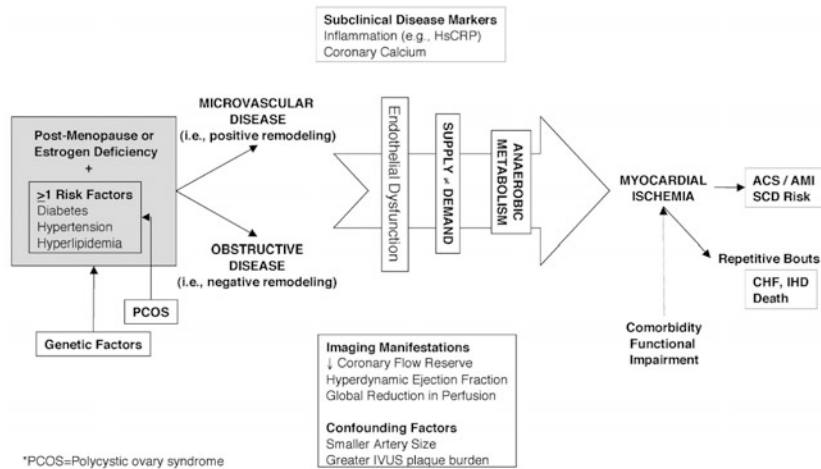 Subclinical Disease Markers
Inflammation (e.g., HsCRP)
Coronary Calcium
Post-Menopause or
Estrogen Deficiency
+
≥1 Risk Factors
Diabetes
Hypertension
Hyperlipidemia
PCOS
Genetic Factors
MICROVASCULAR
DISEASE
(i.e., positive remodeling)
OBSTRUCTIVE
DISEASE
(i.e., negative remodeling)
Endothelial Dysfunction
SUPPLY ≠ DEMAND
ANAEROBIC
METABOLISM
MYOCARDIAL
ISCHEMIA
ACS / AMI
SCD Risk
Repetitive Bouts
CHF, IHD
Death
Comorbidity
Functional
Impairment
Imaging Manifestations
↓ Coronary Flow Reserve
Hyperdynamic Ejection Fraction
Global Reduction in Perfusion
Confounding Factors
Smaller Artery Size
Greater IVUS plaque burden
*PCOS=Polycystic ovary syndrome